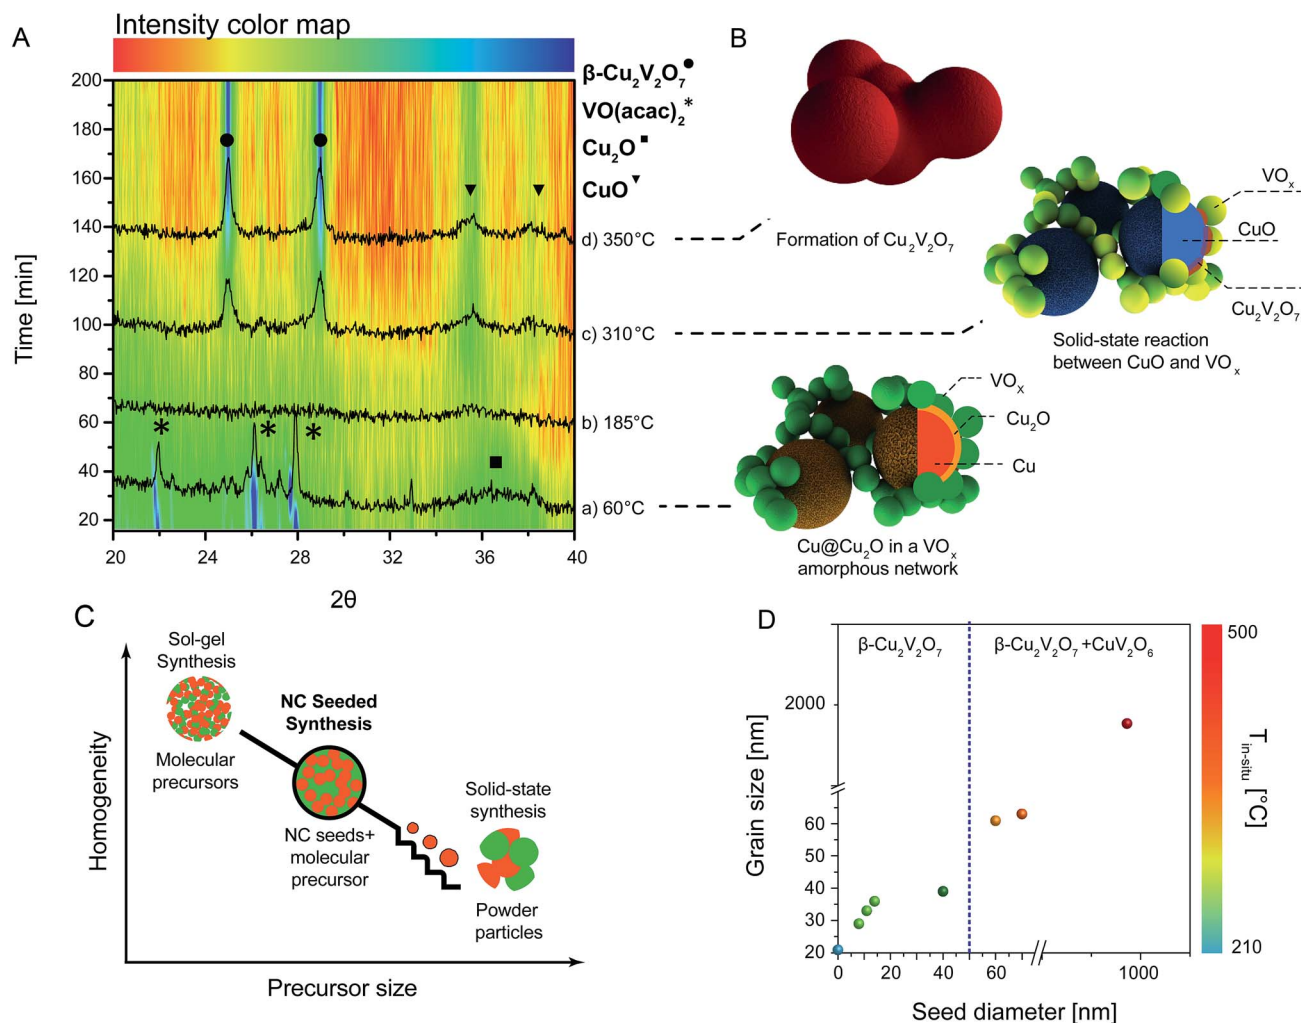 A
Intensity color map
200
180
160
140
120
100
80
60
40
20
Time [min]
20
24
28
32
36
40
2θ
β-Cu₂V₂O₇●
VO(acac)₂*
Cu₂O■
CuO▼
d) 350°C
c) 310°C
b) 185°C
a) 60°C
*
*
*
B
Formation of Cu₂V₂O₇
VOₓ
CuO
Cu₂V₂O₇
Solid-state reaction
between CuO and VOₓ
VOₓ
Cu₂O
Cu
Cu@Cu₂O in a VOₓ
amorphous network
C
Homogeneity
Sol-gel
Synthesis
Molecular
precursors
NC Seeded
Synthesis
NC seeds+
molecular
precursor
Solid-state
synthesis
Powder
particles
Precursor size
D
β-Cu₂V₂O₇
β-Cu₂V₂O₇+CuV₂O₆
2000
60
50
40
30
20
Grain size [nm]
0
20
40
60
1000
Seed diameter [nm]
500
210
T in-situ [°C]